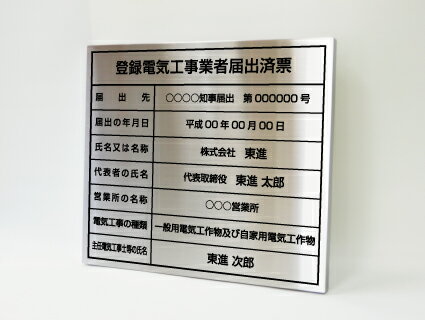 登録電気工事業者届出済票
届出先 ○○○○知事届出 第000000号
届出の年月日 平成00年00月00日
氏名又は名称 株式会社 東進
代表者の氏名 代表取締役 東進 太郎
営業所の名称 ○○○営業所
電気工事の種類 一般用電気工作物及び自家用電気工作物
主任電気工事士等の氏名 東進 次郎